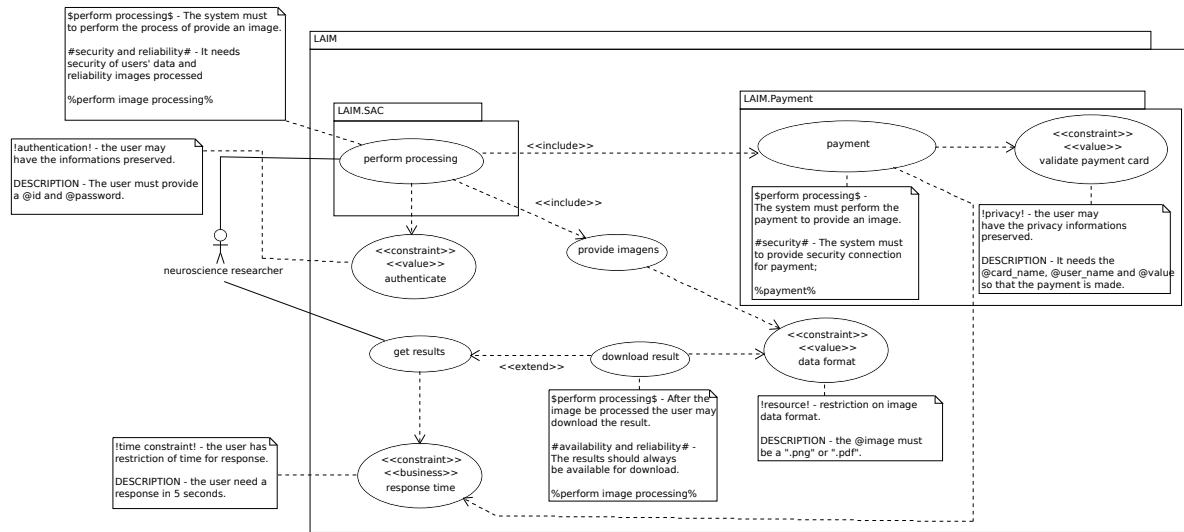 $perform processing$ - The system must
to perform the process of provide an image.
#security and reliability# - It needs
security of users' data and
reliability images processed
%perform image processing%
LAIM
LAIM.SAC
LAIM.Payment
perform processing
<<include>>
payment
<<constraint>>
<<value>>
validate payment card
!authentication! - the user may
have the informations preserved.
DESCRIPTION - The user must provide
a @id and @password.
<<include>>
$perform processing$ -
The system must perform the
payment to provide an image.
#security# - The system must
to provide security connection
for payment;
%payment%
!privacy! - the user may
have the privacy informations
preserved.
DESCRIPTION - It needs the
@card_name, @user_name and @value
so that the payment is made.
neuroscience researcher
<<constraint>>
<<value>>
authenticate
provide imagens
<<constraint>>
<<value>>
data format
get results
<<extend>>
download result
$perform processing$ - After the
image be processed the user may
download the result.
#availability and reliability# -
The results should always
be available for download.
%perform image processing%
!resource! - restriction on image
data format.
DESCRIPTION - the @image must
be a ".png" or ".pdf".
!time constraint! - the user has
restriction of time for response.
DESCRIPTION - the user need a
response in 5 seconds.
<<constraint>>
<<business>>
response time